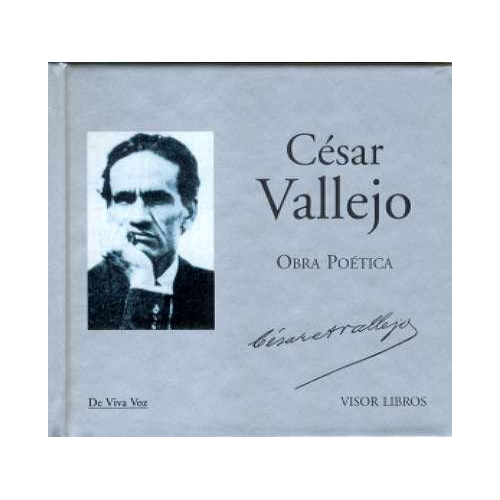 César
Vallejo
OBRA POÉTICA
César A Vallejo
De Viva Voz
VISOR LIBROS